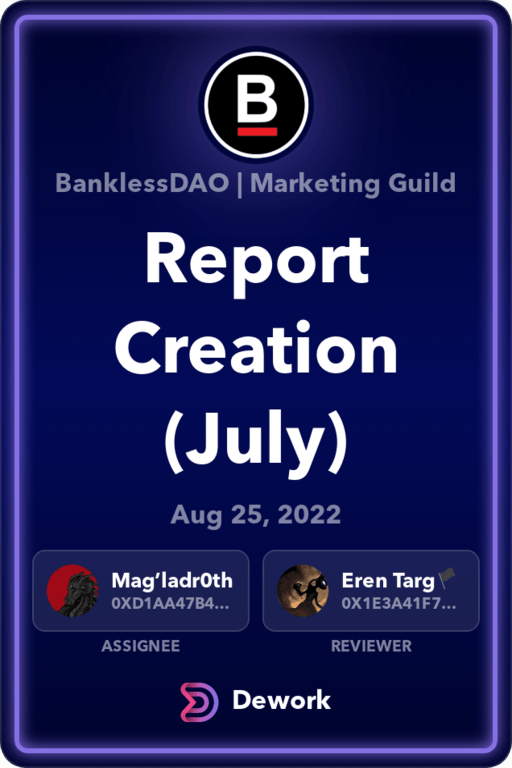 B
BanklessDAO | Marketing Guild
Report
Creation
(July)
Aug 25, 2022
Mag’ladr0th
0XD1AA47B4...
Eren Targ🏴
0X1E3A41F7...
ASSIGNEE
REVIEWER
Dework